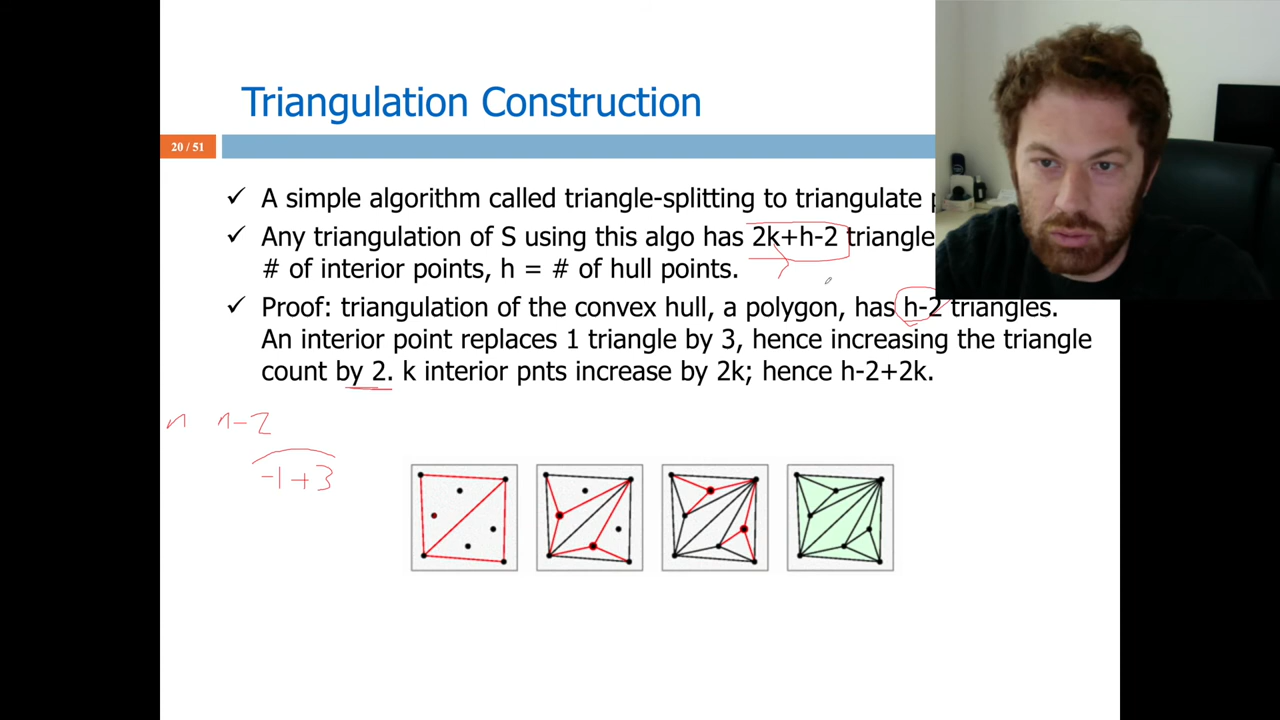 Triangulation Construction
20 / 51
✓ A simple algorithm called triangle-splitting to triangulate
✓ Any triangulation of S using this algo has 2k+h-2 triangle
# of interior points, h = # of hull points.
✓ Proof: triangulation of the convex hull, a polygon, has h-2 triangles.
An interior point replaces 1 triangle by 3, hence increasing the triangle
count by 2. k interior pnts increase by 2k; hence h-2+2k.
n n-2
-1+3